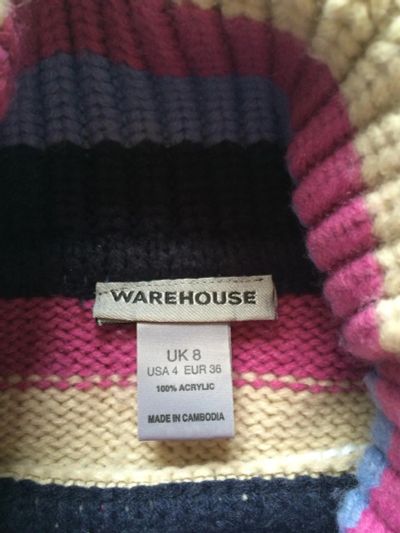 WAREHOUSE
UK 8
USA 4 EUR 36
100% ACRYLIC
MADE IN CAMBODIA